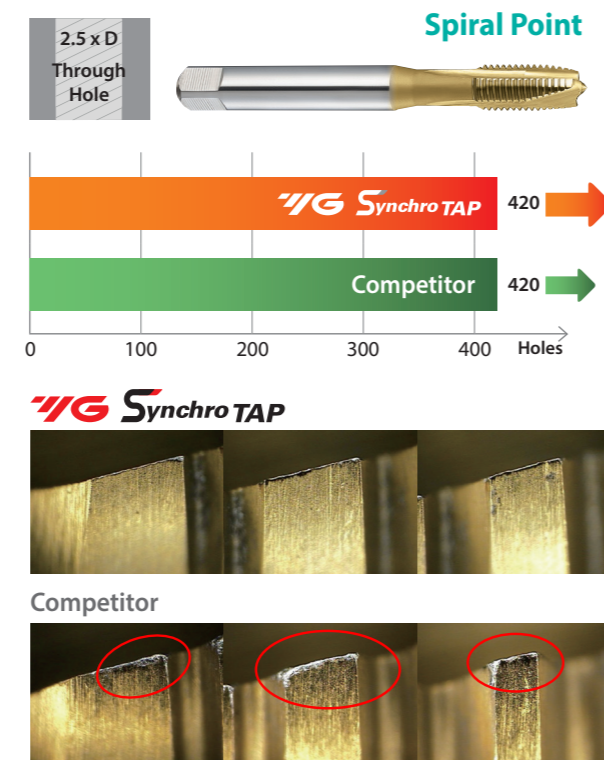 Spiral Point
2.5 x D
Through
Hole
YG Synchro TAP 420
Competitor 420
0 100 200 300 400 Holes
YG Synchro TAP
Competitor